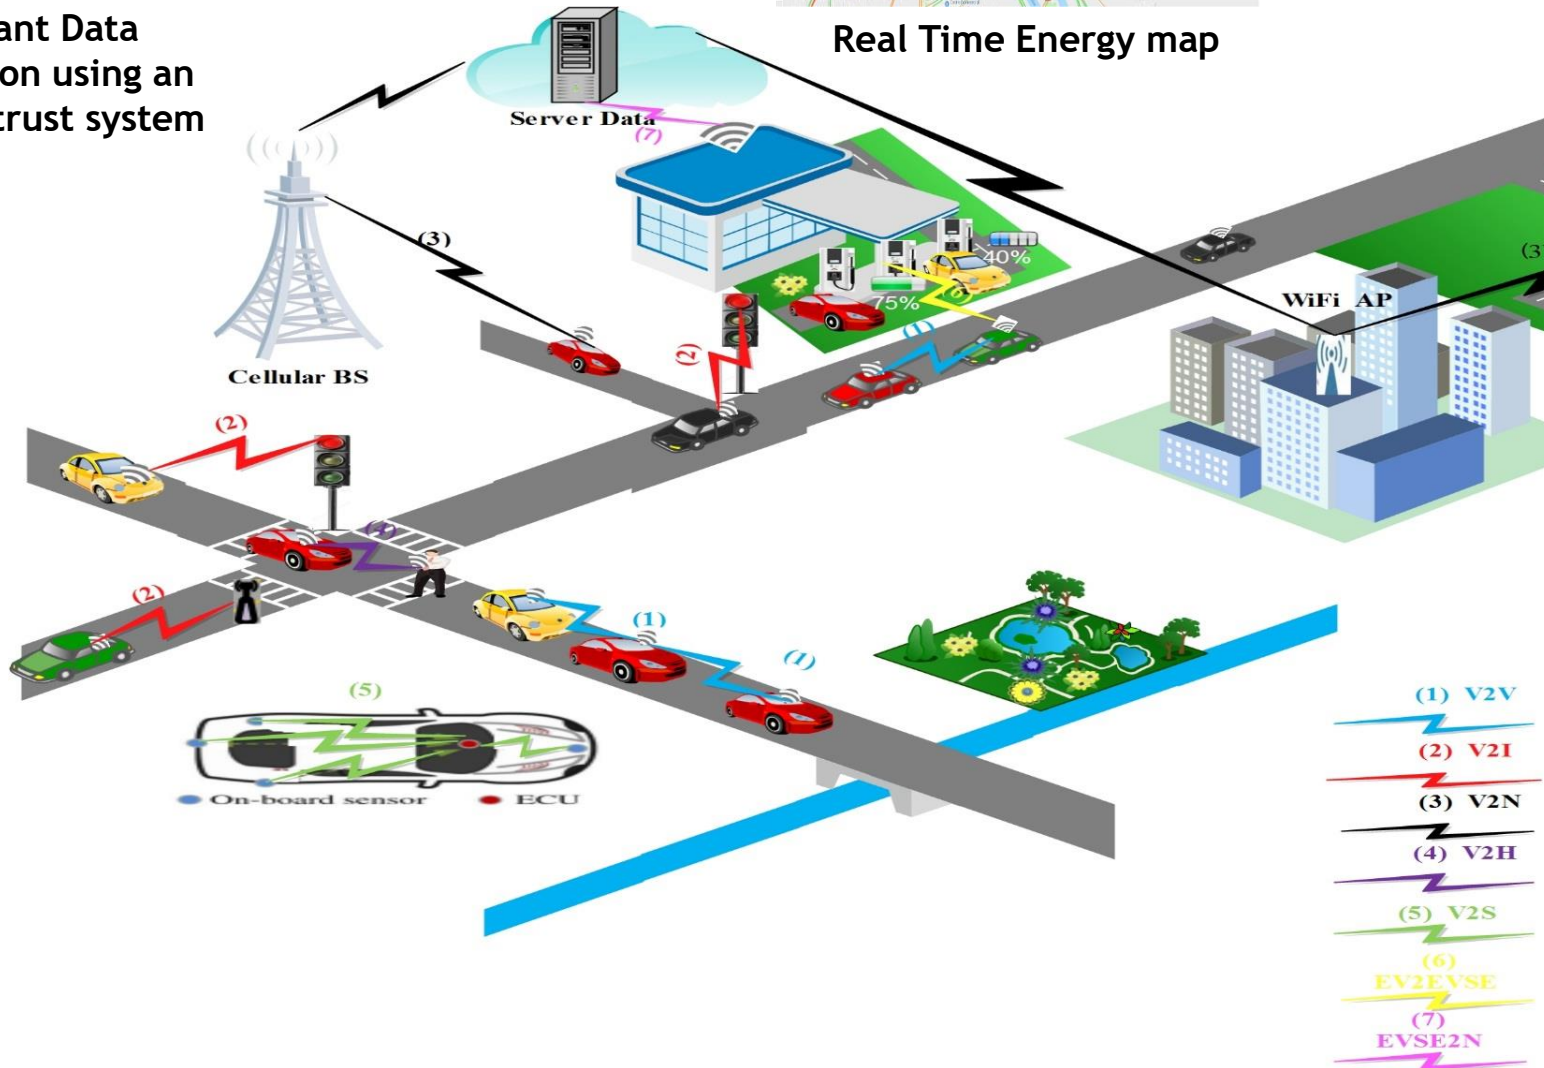 ant Data
on using an
trust system
Real Time Energy map
Server Data
(7)
(3)
Cellular BS
40%
75%
(6)
(1)
(2)
WiFi AP
(3)
(2)
(4)
(2)
(1)
(1)
(5)
On-board sensor
ECU
(1) V2V
(2) V2I
(3) V2N
(4) V2H
(5) V2S
(6)
EV2EVSE
(7)
EVSE2N